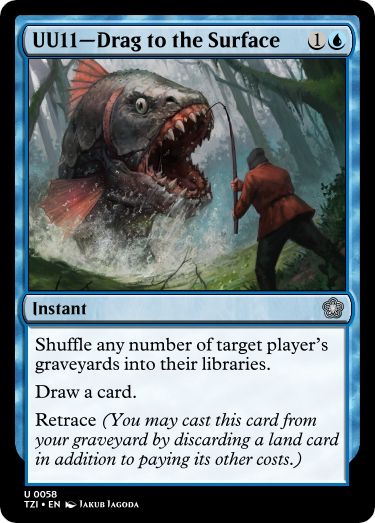 UU11—Drag to the Surface 1
Instant
Shuffle any number of target player's
graveyards into their libraries.
Draw a card.
Retrace (You may cast this card from
your graveyard by discarding a land card
in addition to paying its other costs.)
U 0058
TZI • EN Jakub Jagoda